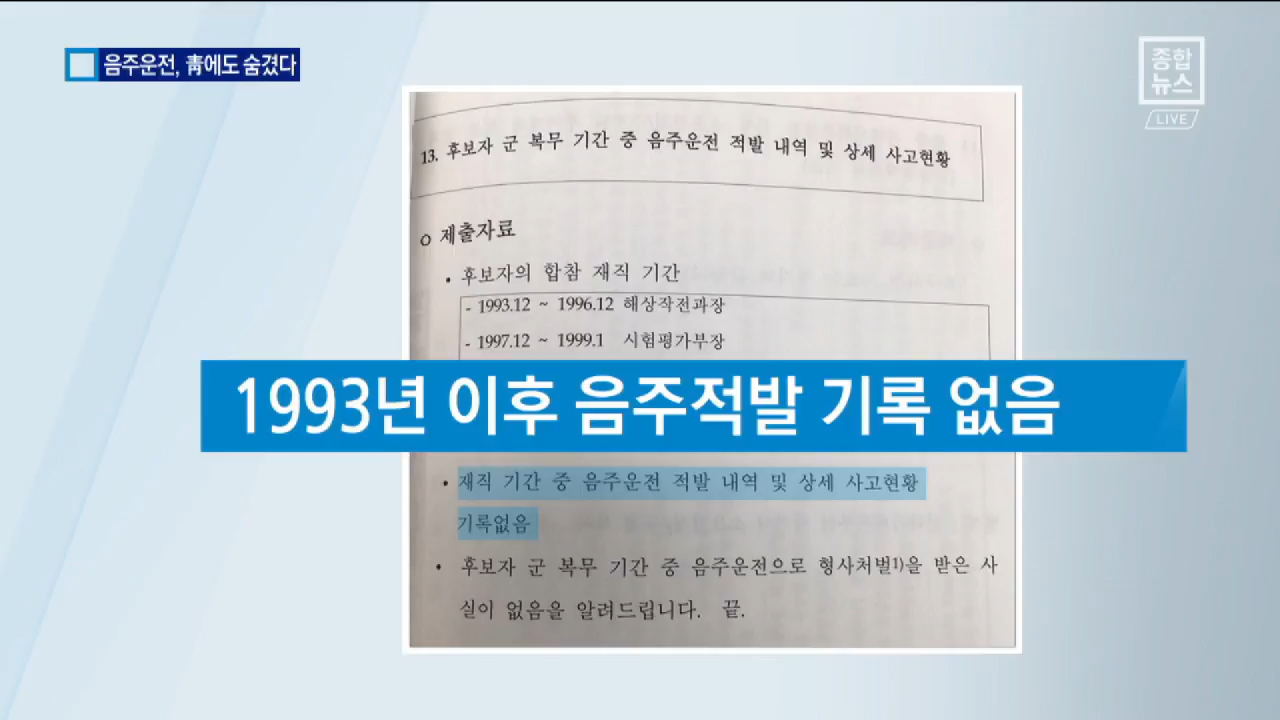 음주운전, 靑에도 숨겼다
종합
뉴스
LIVE
13. 후보자 군 복무 기간 중 음주운전 적발 내역 및 상세 사고현황
ㅇ 제출자료
• 후보자의 합참 재직 기간
- 1993.12 ~ 1996.12 해상작전과장
- 1997.12 ~ 1999.1 시험평가부장
1993년 이후 음주적발 기록 없음
• 재직 기간 중 음주운전 적발 내역 및 상세 사고현황
기록없음
• 후보자 군 복무 기간 중 음주운전으로 형사처벌1)을 받은 사
실이 없음을 알려드립니다. 끝.